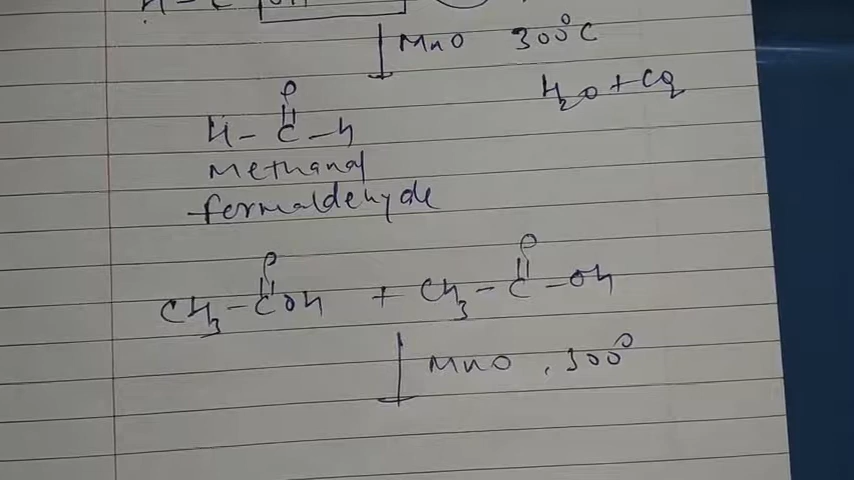 MnO 300°C
H₂O + CO₂
O
H - C - H
Methanal
formaldehyde
O O
CH₃ - C OH + CH₃ - C - OH
MnO, 300°